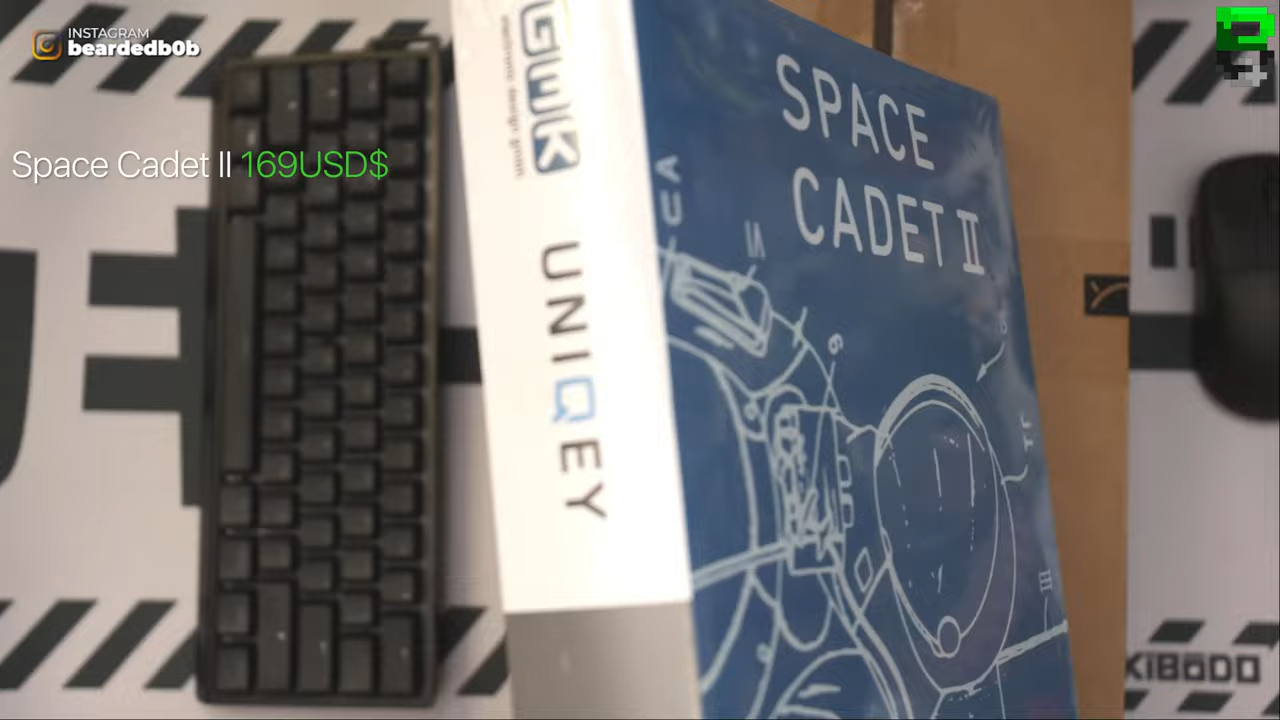 INSTAGRAM
beardedb0b
Space Cadet II 169USD$
GWK
UNIQEY
SPACE
CADET II
KIBODO